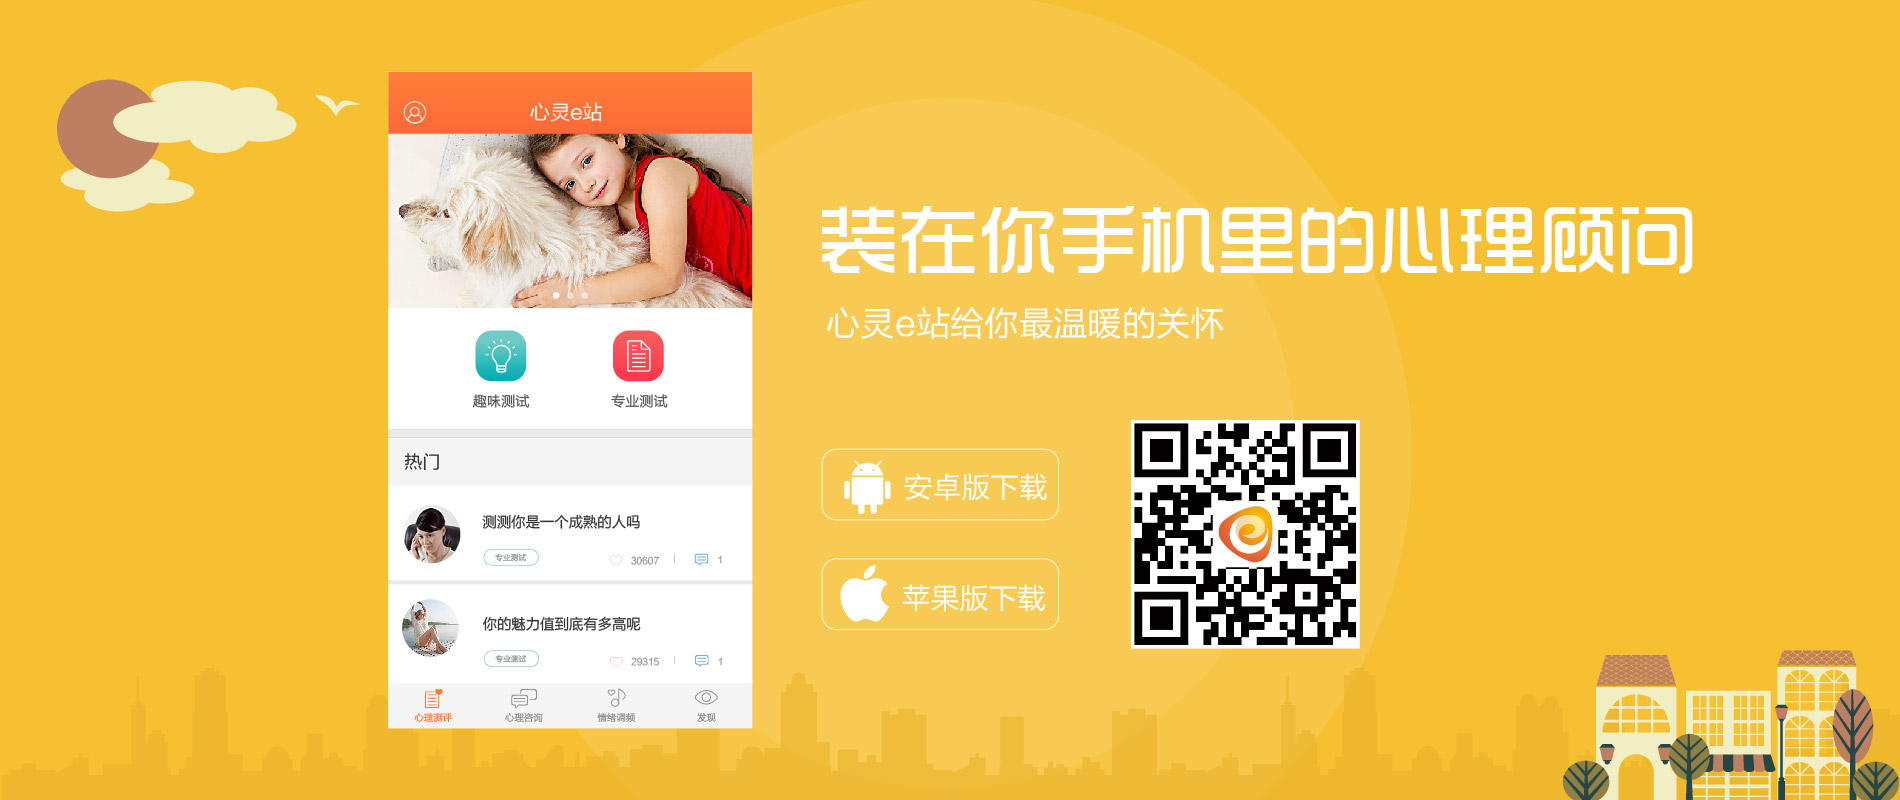 心灵e站
趣味测试
专业测试
热门
测测你是一个成熟的人吗
专业测试
30607
1
你的魅力值到底有多高呢
专业测试
29315
1
心理测评
心理咨询
情绪调频
发现
装在你手机里的心理顾问
心灵e站给你最温暖的关怀
安卓版下载
苹果版下载